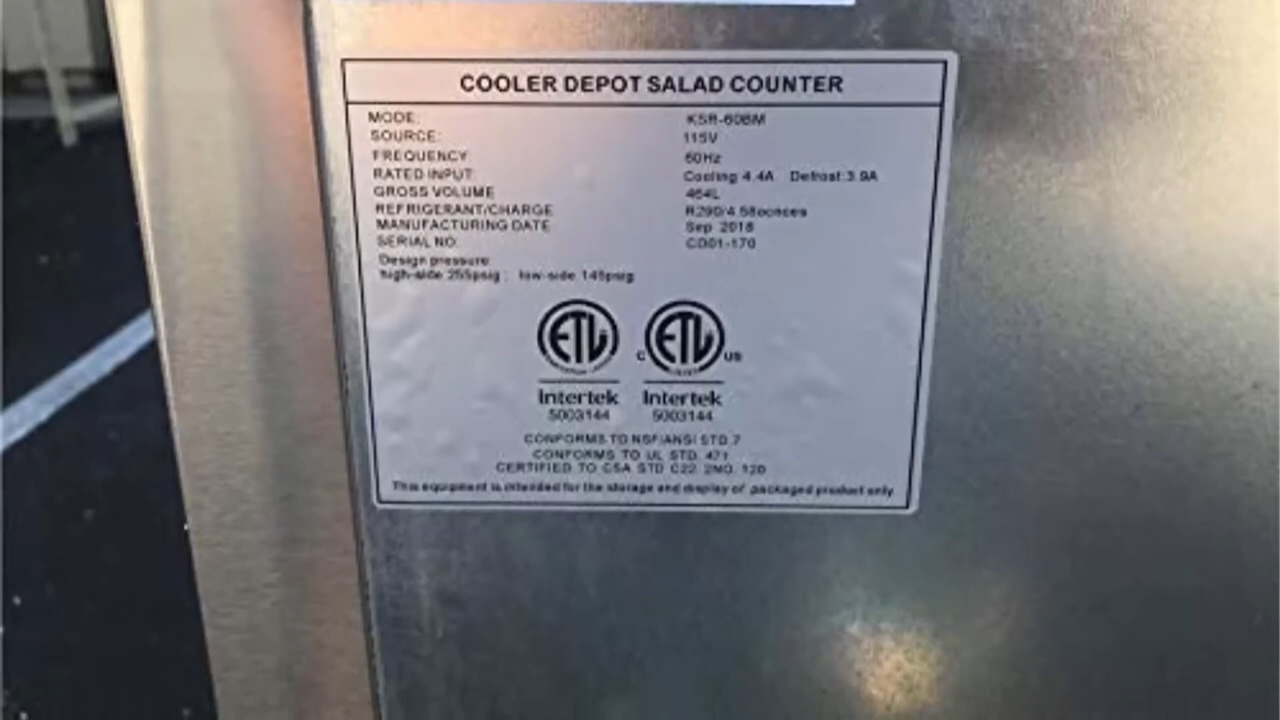 COOLER DEPOT SALAD COUNTER
MODE: KSR-60BM
SOURCE: 115V
FREQUENCY 60Hz
RATED INPUT: Cooling 4.4A Defrost 3.9A
GROSS VOLUME 464L
REFRIGERANT/CHARGE R290/4.58ounces
MANUFACTURING DATE Sep 2018
SERIAL NO: CD01-170
Design pressure
high-side 255psig ; low-side 145psig
ETL ETL
C US
Intertek Intertek
5003144 5003144
CONFORMS TO NSF/ANSI STD 7
CONFORMS TO UL STD. 471
CERTIFIED TO CSA STD C22. 2NO. 120
This equipment is intended for the storage and display of packaged product only